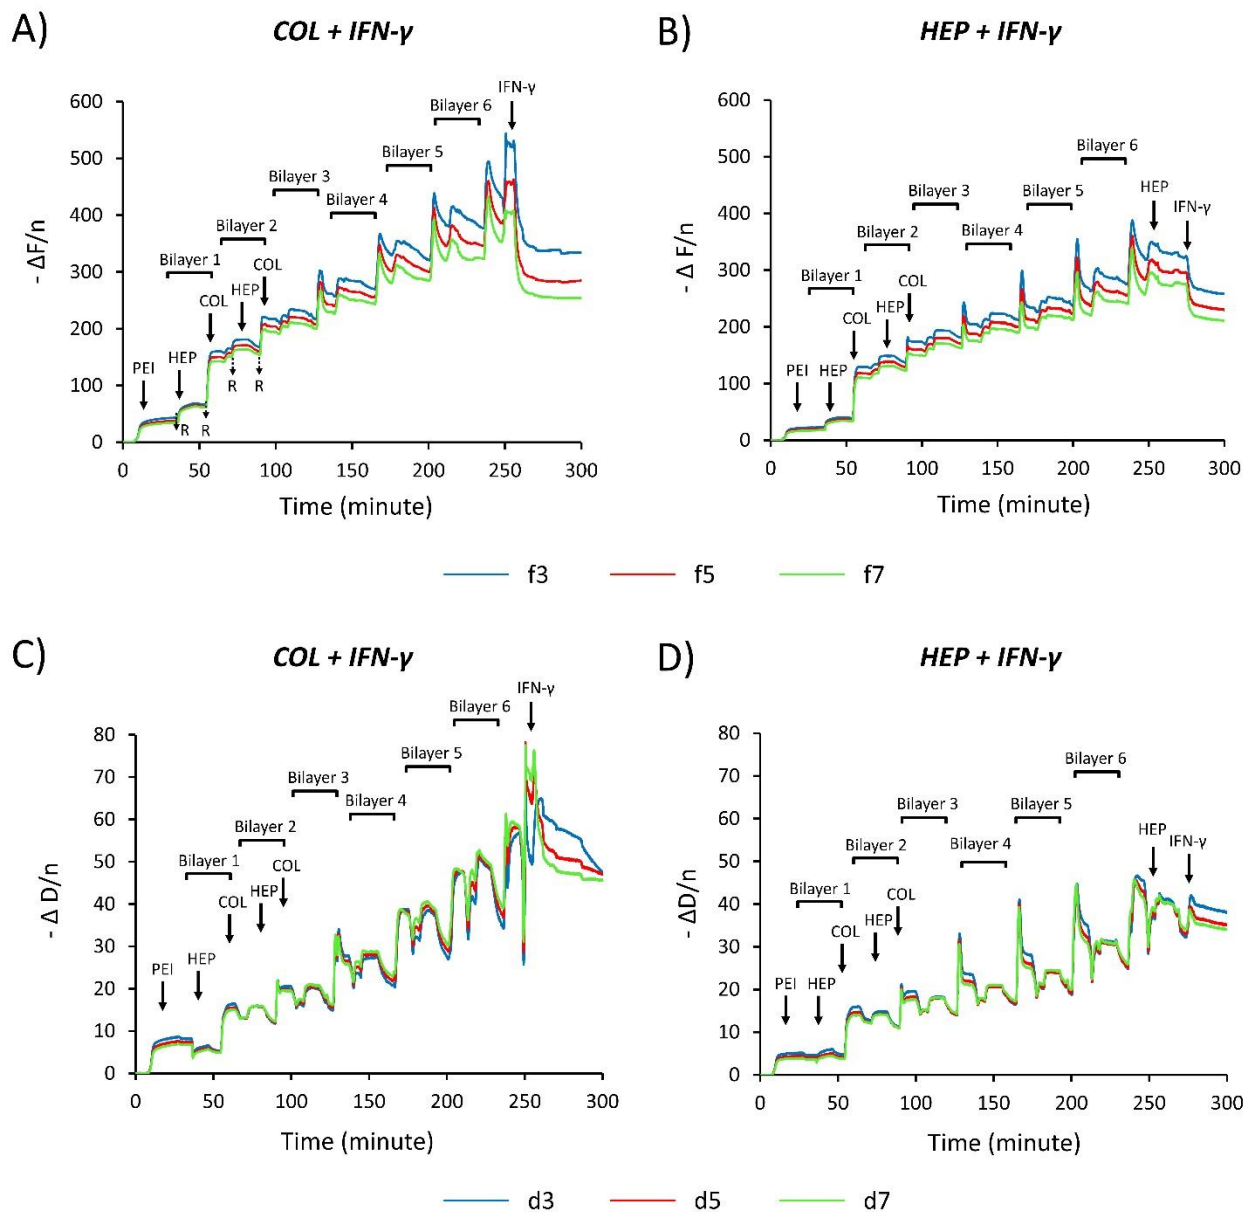 A)
COL + IFN-γ
IFN-γ
Bilayer 6
Bilayer 5
Bilayer 3
Bilayer 4
Bilayer 2
Bilayer 1
COL
HEP
COL
PEI
HEP
R
R
R
R
- ΔF/n
600
500
400
300
200
100
0
0 50 100 150 200 250 300
Time (minute)
B)
HEP + IFN-γ
Bilayer 6
HEP
IFN-γ
Bilayer 3
Bilayer 5
Bilayer 4
Bilayer 2
Bilayer 1
COL
HEP
COL
PEI
HEP
- Δ F/n
600
500
400
300
200
100
0
0 50 100 150 200 250 300
Time (minute)
f3 f5 f7
C)
COL + IFN-γ
IFN-γ
Bilayer 6
Bilayer 5
Bilayer 3
Bilayer 4
Bilayer 2
Bilayer 1
COL
HEP
COL
PEI
HEP
- Δ D/n
80
70
60
50
40
30
20
10
0
0 50 100 150 200 250 300
Time (minute)
D)
HEP + IFN-γ
Bilayer 6
Bilayer 3
Bilayer 5
Bilayer 4
HEP
IFN-γ
Bilayer 2
Bilayer 1
COL
HEP
COL
PEI
HEP
- ΔD/n
80
70
60
50
40
30
20
10
0
0 50 100 150 200 250 300
Time (minute)
d3 d5 d7